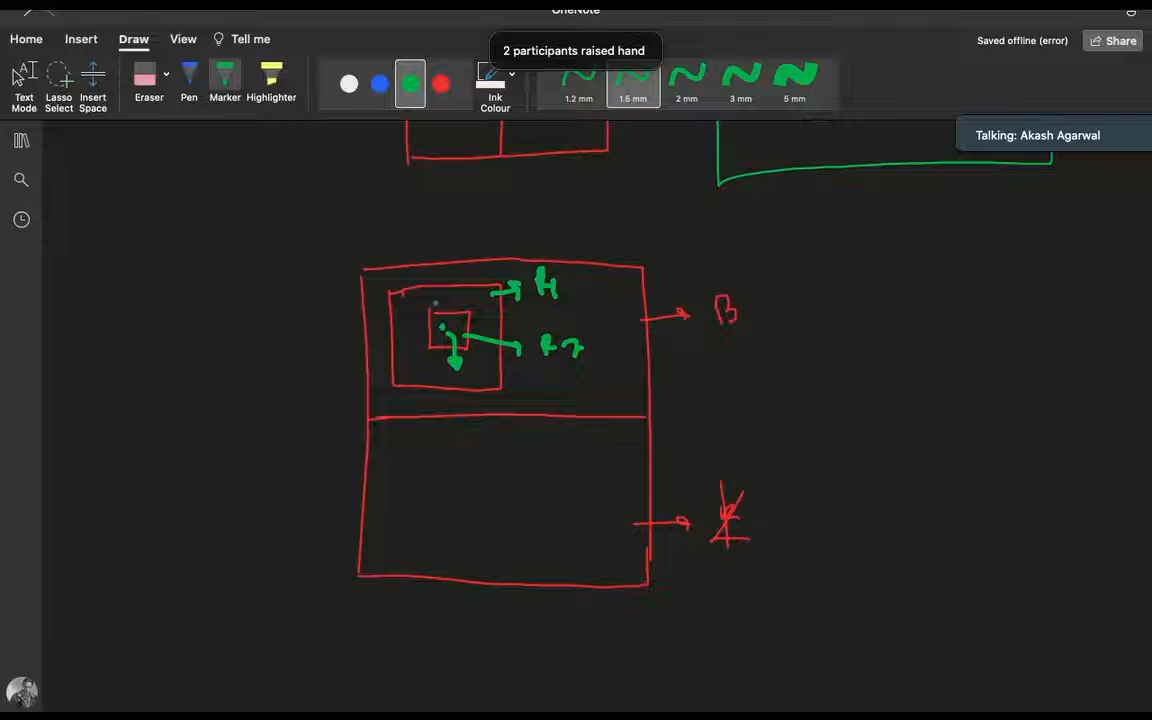 OneNote
Home Insert Draw View Tell me
Saved offline (error) Share
2 participants raised hand
Text Mode
Lasso Select
Insert Space
Eraser
Pen
Marker
Highlighter
Ink Colour
1.2 mm 1.5 mm 2 mm 3 mm 5 mm
Talking: Akash Agarwal
B